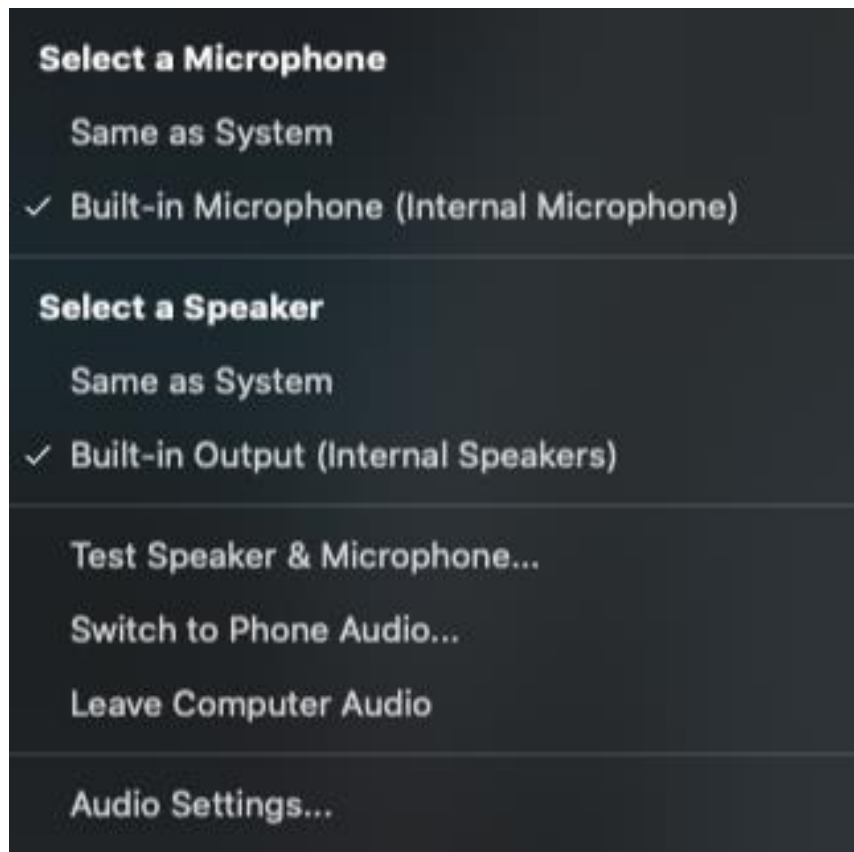 Select a Microphone
Same as System
✓ Built-in Microphone (Internal Microphone)
Select a Speaker
Same as System
✓ Built-in Output (Internal Speakers)
Test Speaker & Microphone...
Switch to Phone Audio...
Leave Computer Audio
Audio Settings...